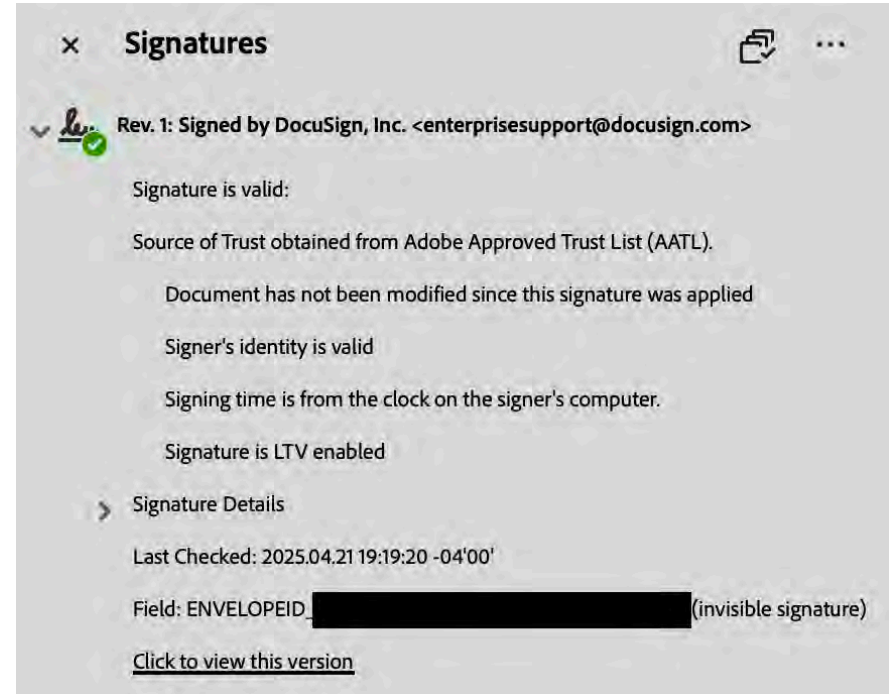 Signatures
Rev. 1: Signed by DocuSign, Inc. <enterprisesupport@docusign.com>
Signature is valid:
Source of Trust obtained from Adobe Approved Trust List (AATL).
Document has not been modified since this signature was applied
Signer's identity is valid
Signing time is from the clock on the signer's computer.
Signature is LTV enabled
Signature Details
Last Checked: 2025.04.21 19:19:20 -04'00'
Field: ENVELOPEID_ (invisible signature)
Click to view this version